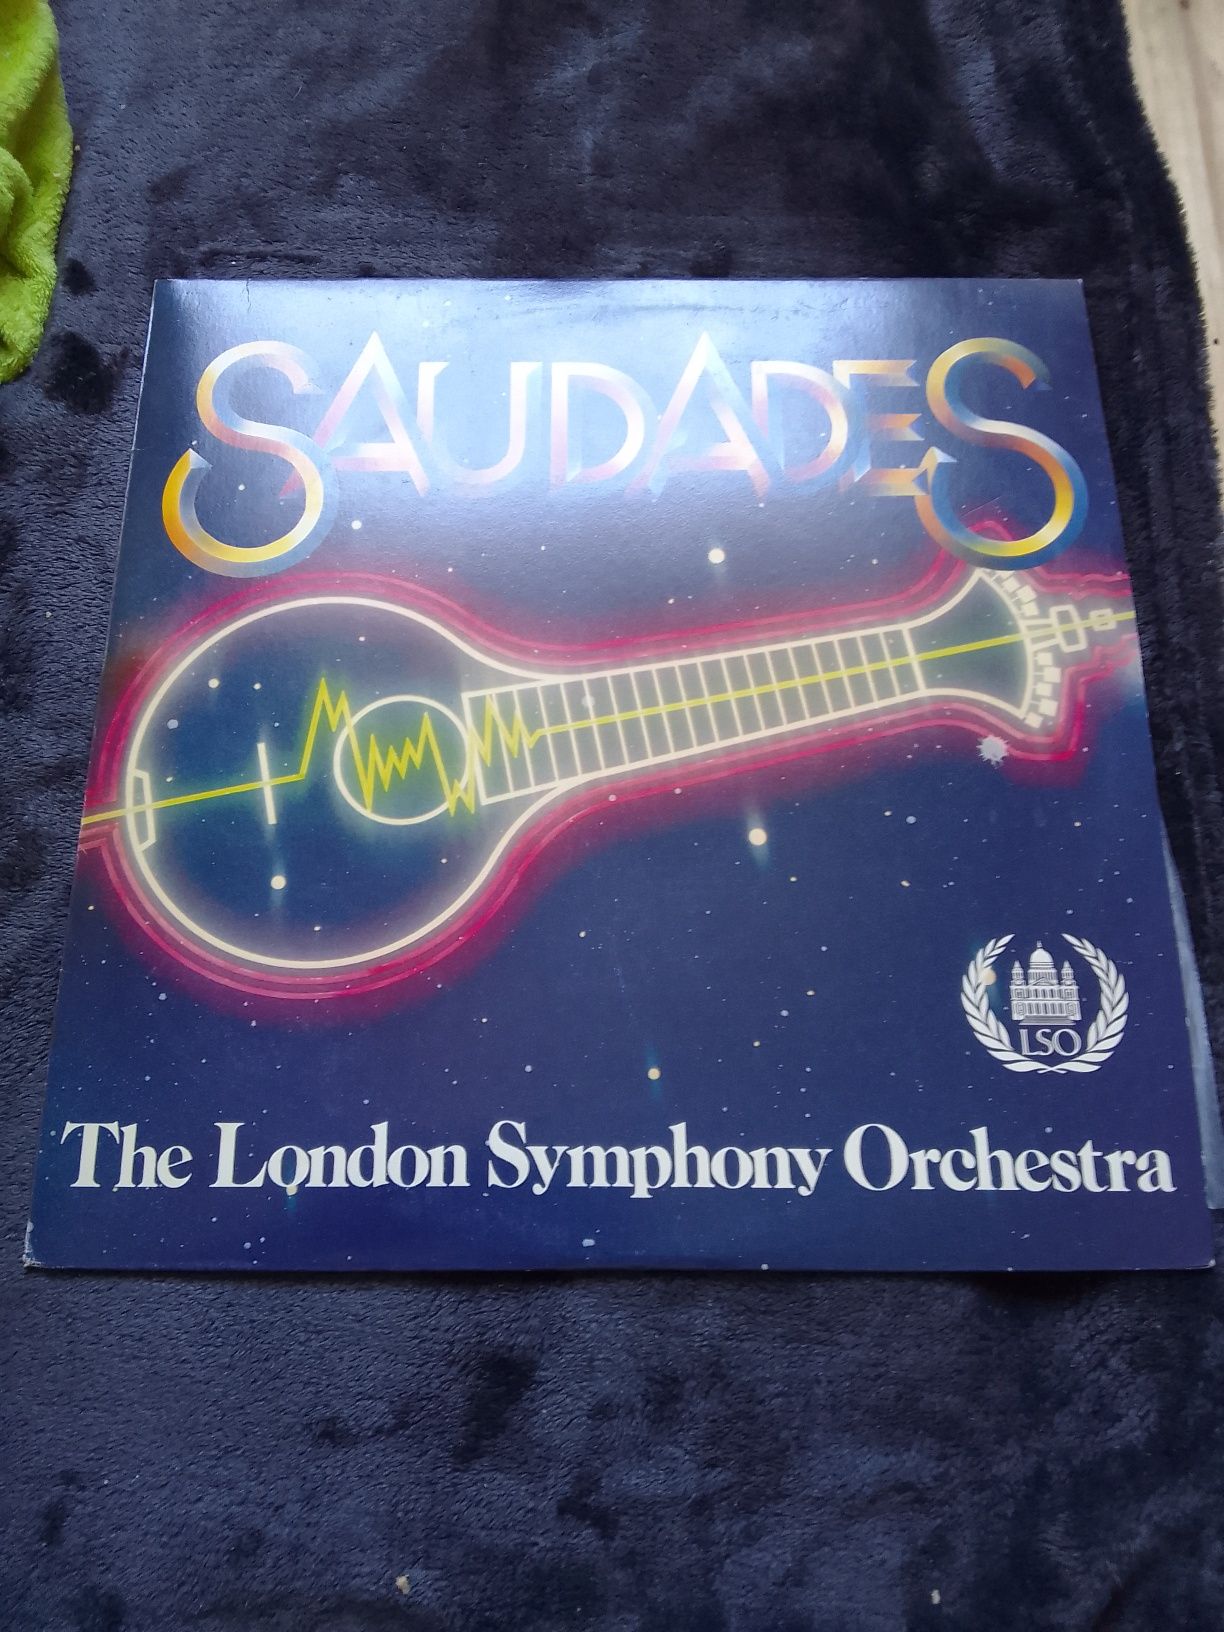 SAUDADES
LSO
The London Symphony Orchestra